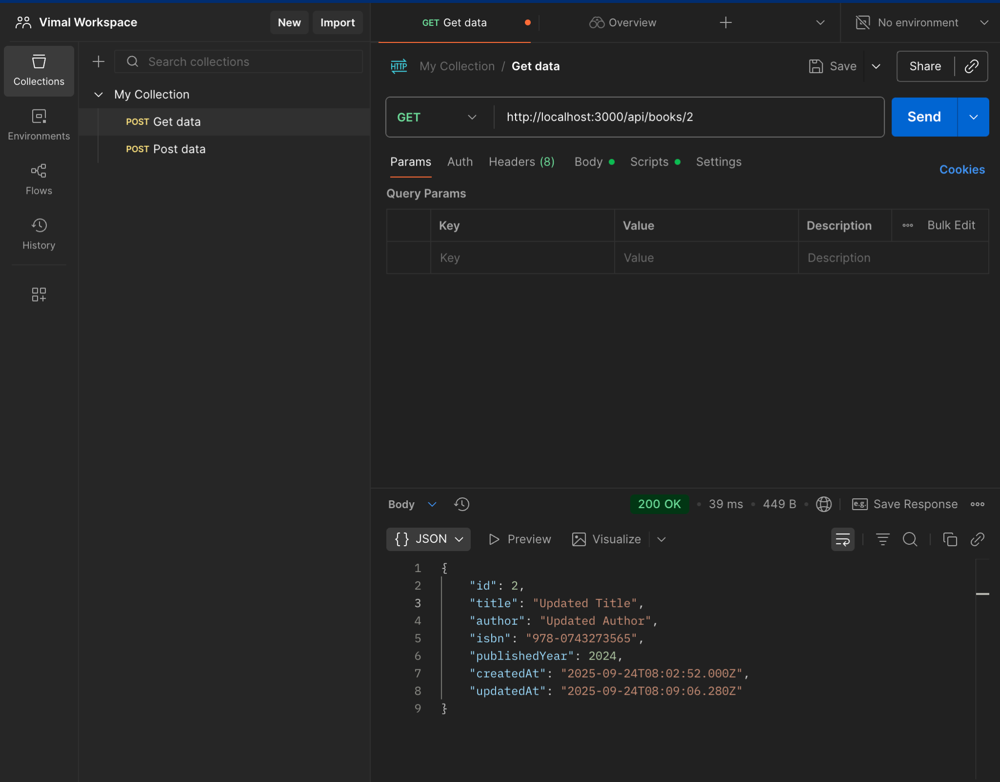 Vimal Workspace
New
Import
GET Get data
Overview
No environment
Collections
Environments
Flows
History
Search collections
My Collection
POST Get data
POST Post data
HTTP
My Collection / Get data
Save
Share
GET
http://localhost:3000/api/books/2
Send
Params
Auth
Headers (8)
Body
Scripts
Settings
Cookies
Query Params
Key
Value
Description
Bulk Edit
Key
Value
Description
Body
200 OK
39 ms
449 B
e.g.
Save Response
{} JSON
Preview
Visualize
1 {
2 "id": 2,
3 "title": "Updated Title",
4 "author": "Updated Author",
5 "isbn": "978-0743273565",
6 "publishedYear": 2024,
7 "createdAt": "2025-09-24T08:02:52.000Z",
8 "updatedAt": "2025-09-24T08:09:06.280Z"
9 }